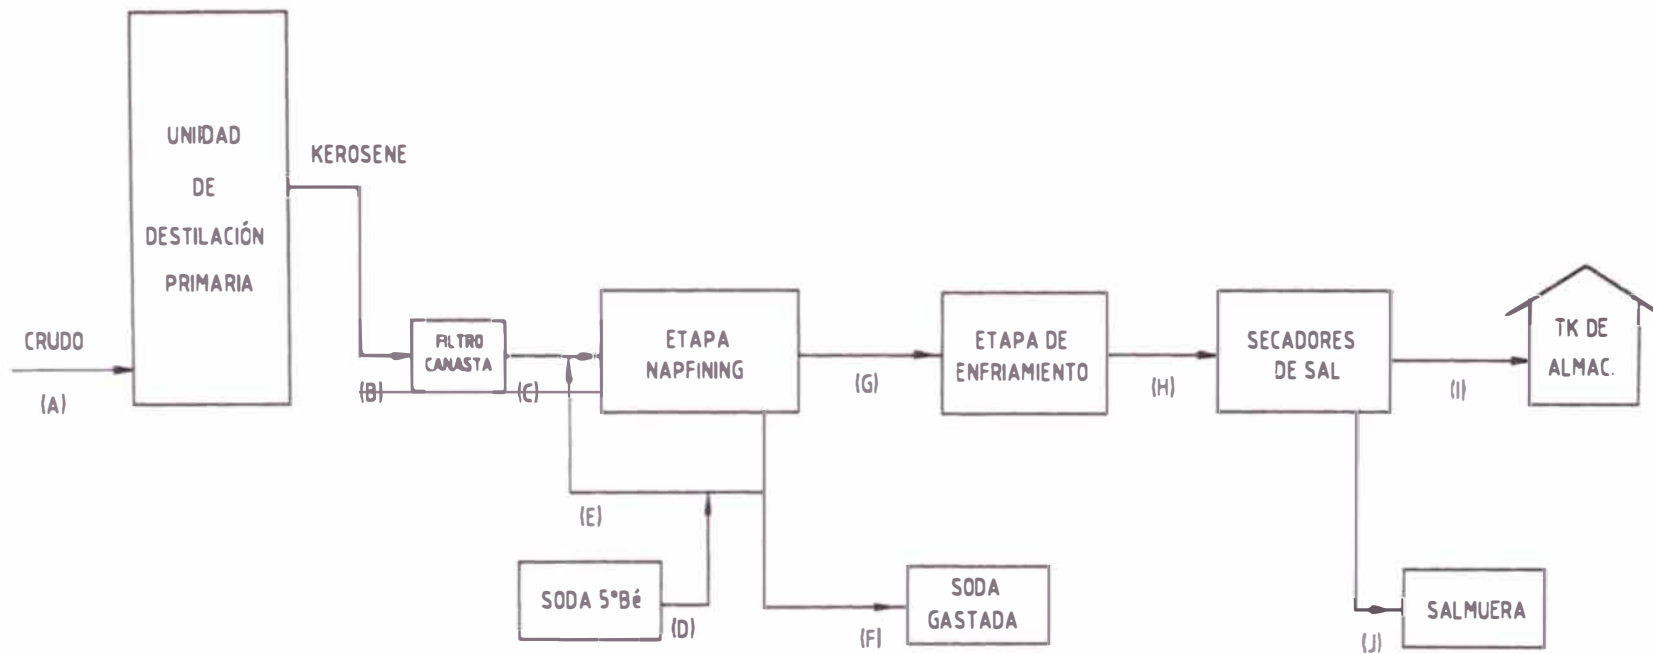 UNIIDAD
DE
DESTILACIÓN
PRIMARIA
KEROSENE
CRUDO
(A)
(B)
FILTRO
CANASTA
(C)
ETAPA
NAPFINING
(G)
ETAPA DE
ENFRIAMIENTO
(H)
SECADORES
DE SAL
(I)
TK DE
ALMAC.
(E)
SODA 5°Bé
(D)
(F)
SODA
GASTADA
(J)
SALMUERA